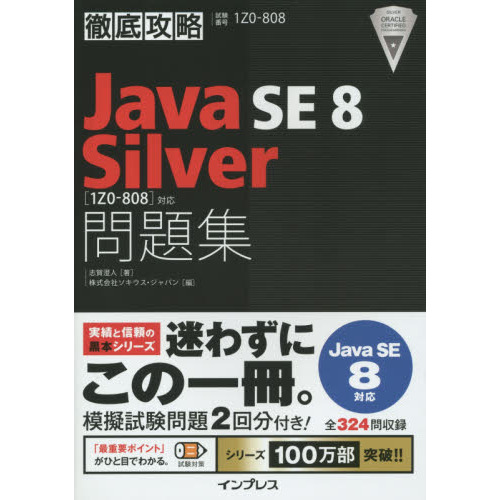 徹底攻略
試験番号 1Z0-808
SILVER
ORACLE
CERTIFIED
Java SE 8
Silver
[1Z0-808]対応
問題集
志賀澄人[著]
株式会社ソキウス・ジャパン[編]
実績と信頼の
黒本シリーズ
迷わずに
この一冊。
模擬試験問題2回分付き!
Java SE
8
対応
全324問収録
「最重要ポイント」
がひと目でわかる。
試験対策
シリーズ 100万部 突破!!
インプレス